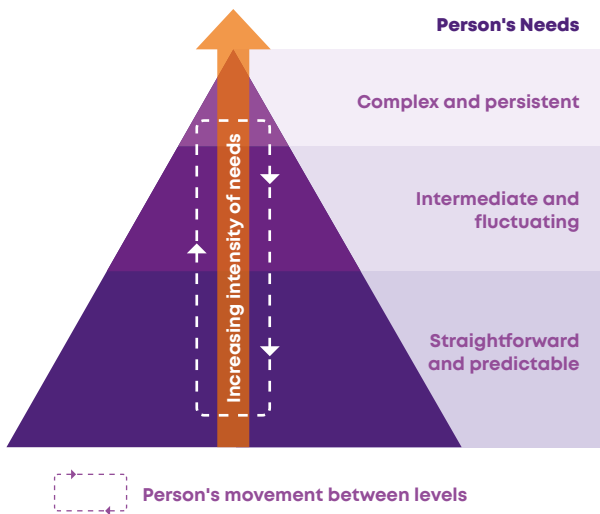 Person's Needs
Complex and persistent
Intermediate and
fluctuating
Straightforward
and predictable
Increasing intensity of needs
Person's movement between levels